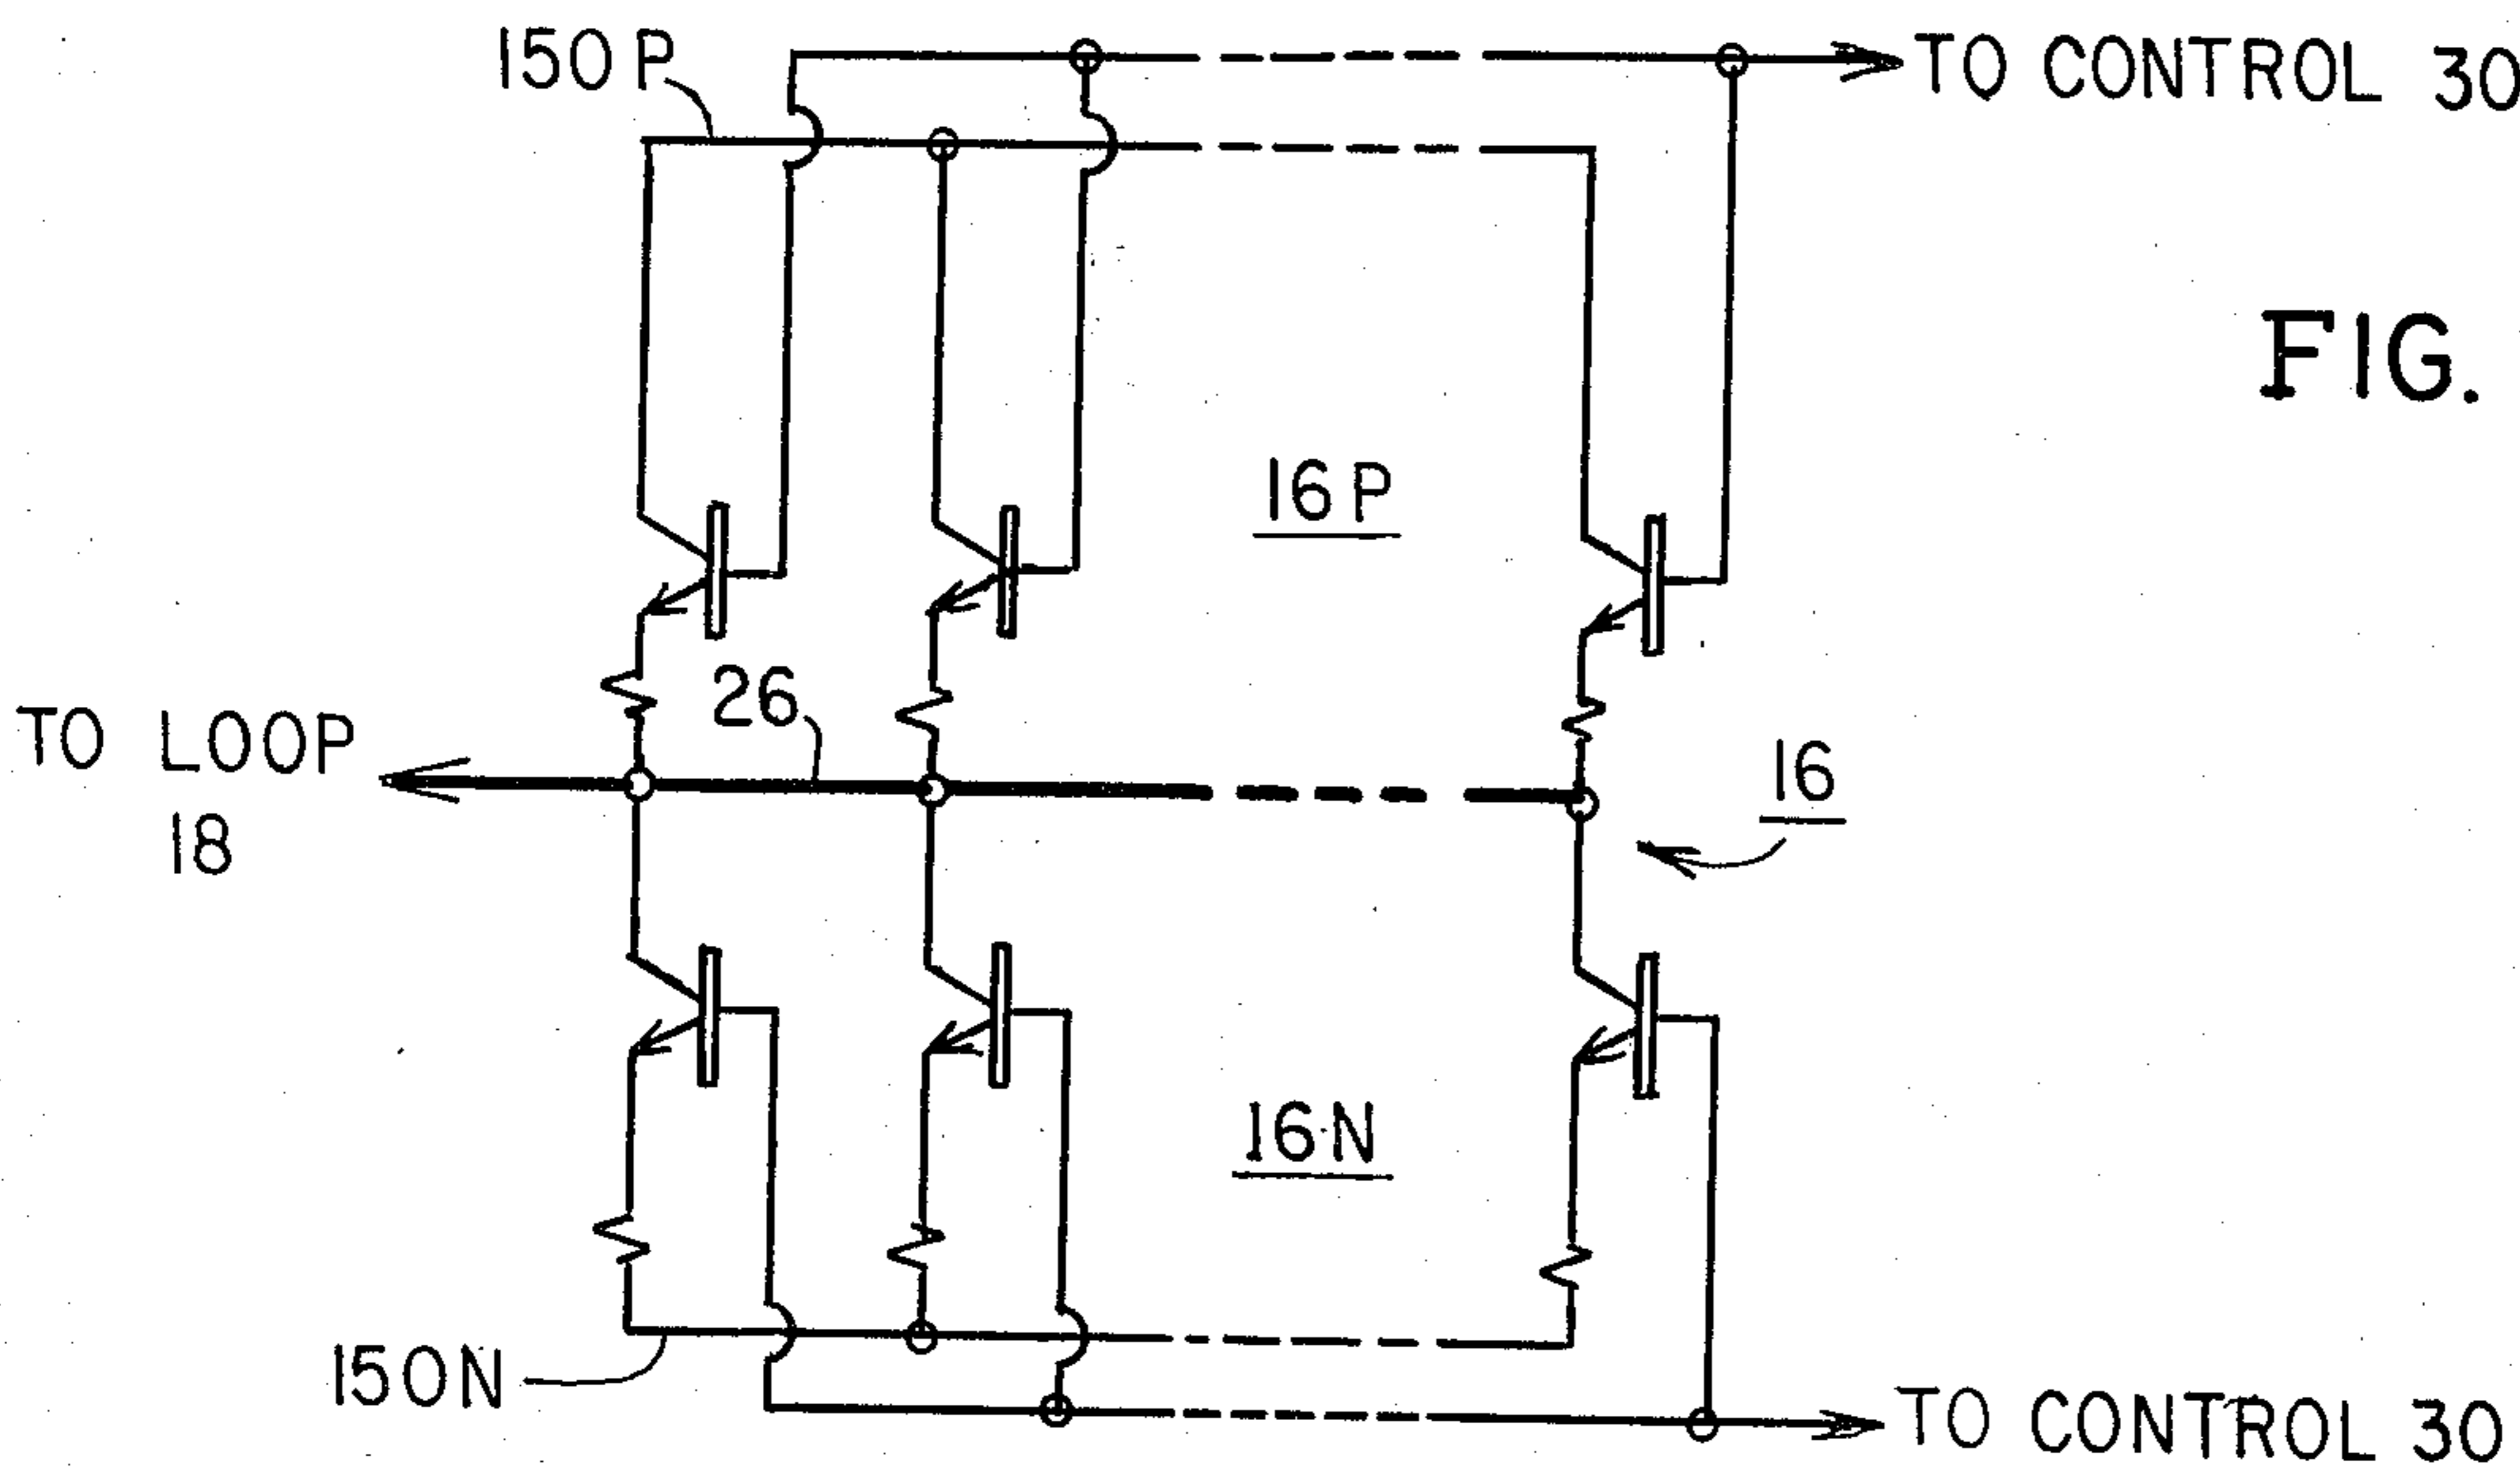 150P
TO CONTROL 30
FIG.
16P
26
TO LOOP
18
16
16N
150N
TO CONTROL 30